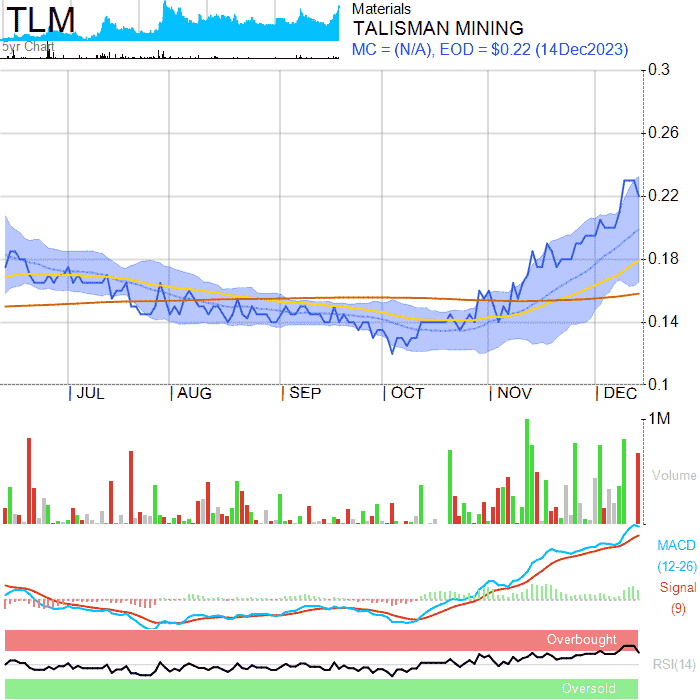 TLM
5yr Chart
Materials
TALISMAN MINING
MC = (N/A), EOD = $0.22 (14Dec2023)
0.3
0.26
0.22
0.18
0.14
0.1
JUL AUG SEP OCT NOV DEC
1M
Volume
MACD
(12-26)
Signal
(9)
Overbought
RSI(14)
Oversold